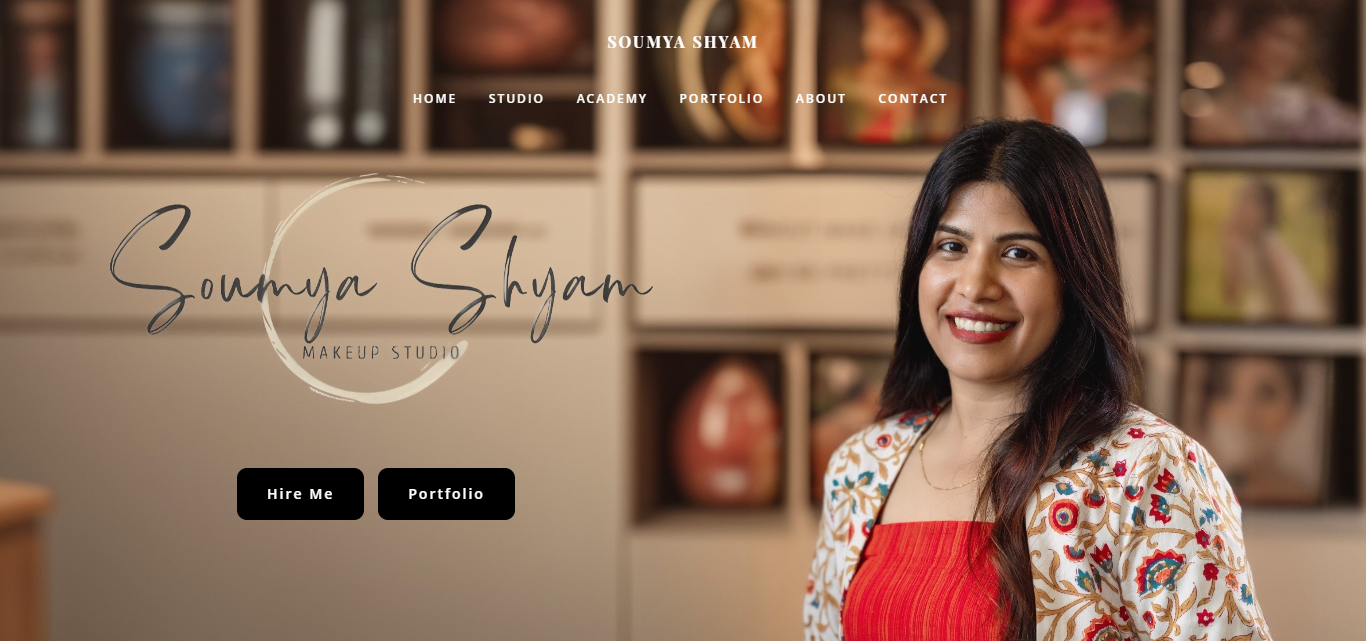 SOUMYA SHYAM
HOME STUDIO ACADEMY PORTFOLIO ABOUT CONTACT
Soumya Shyam
MAKEUP STUDIO
Hire Me Portfolio